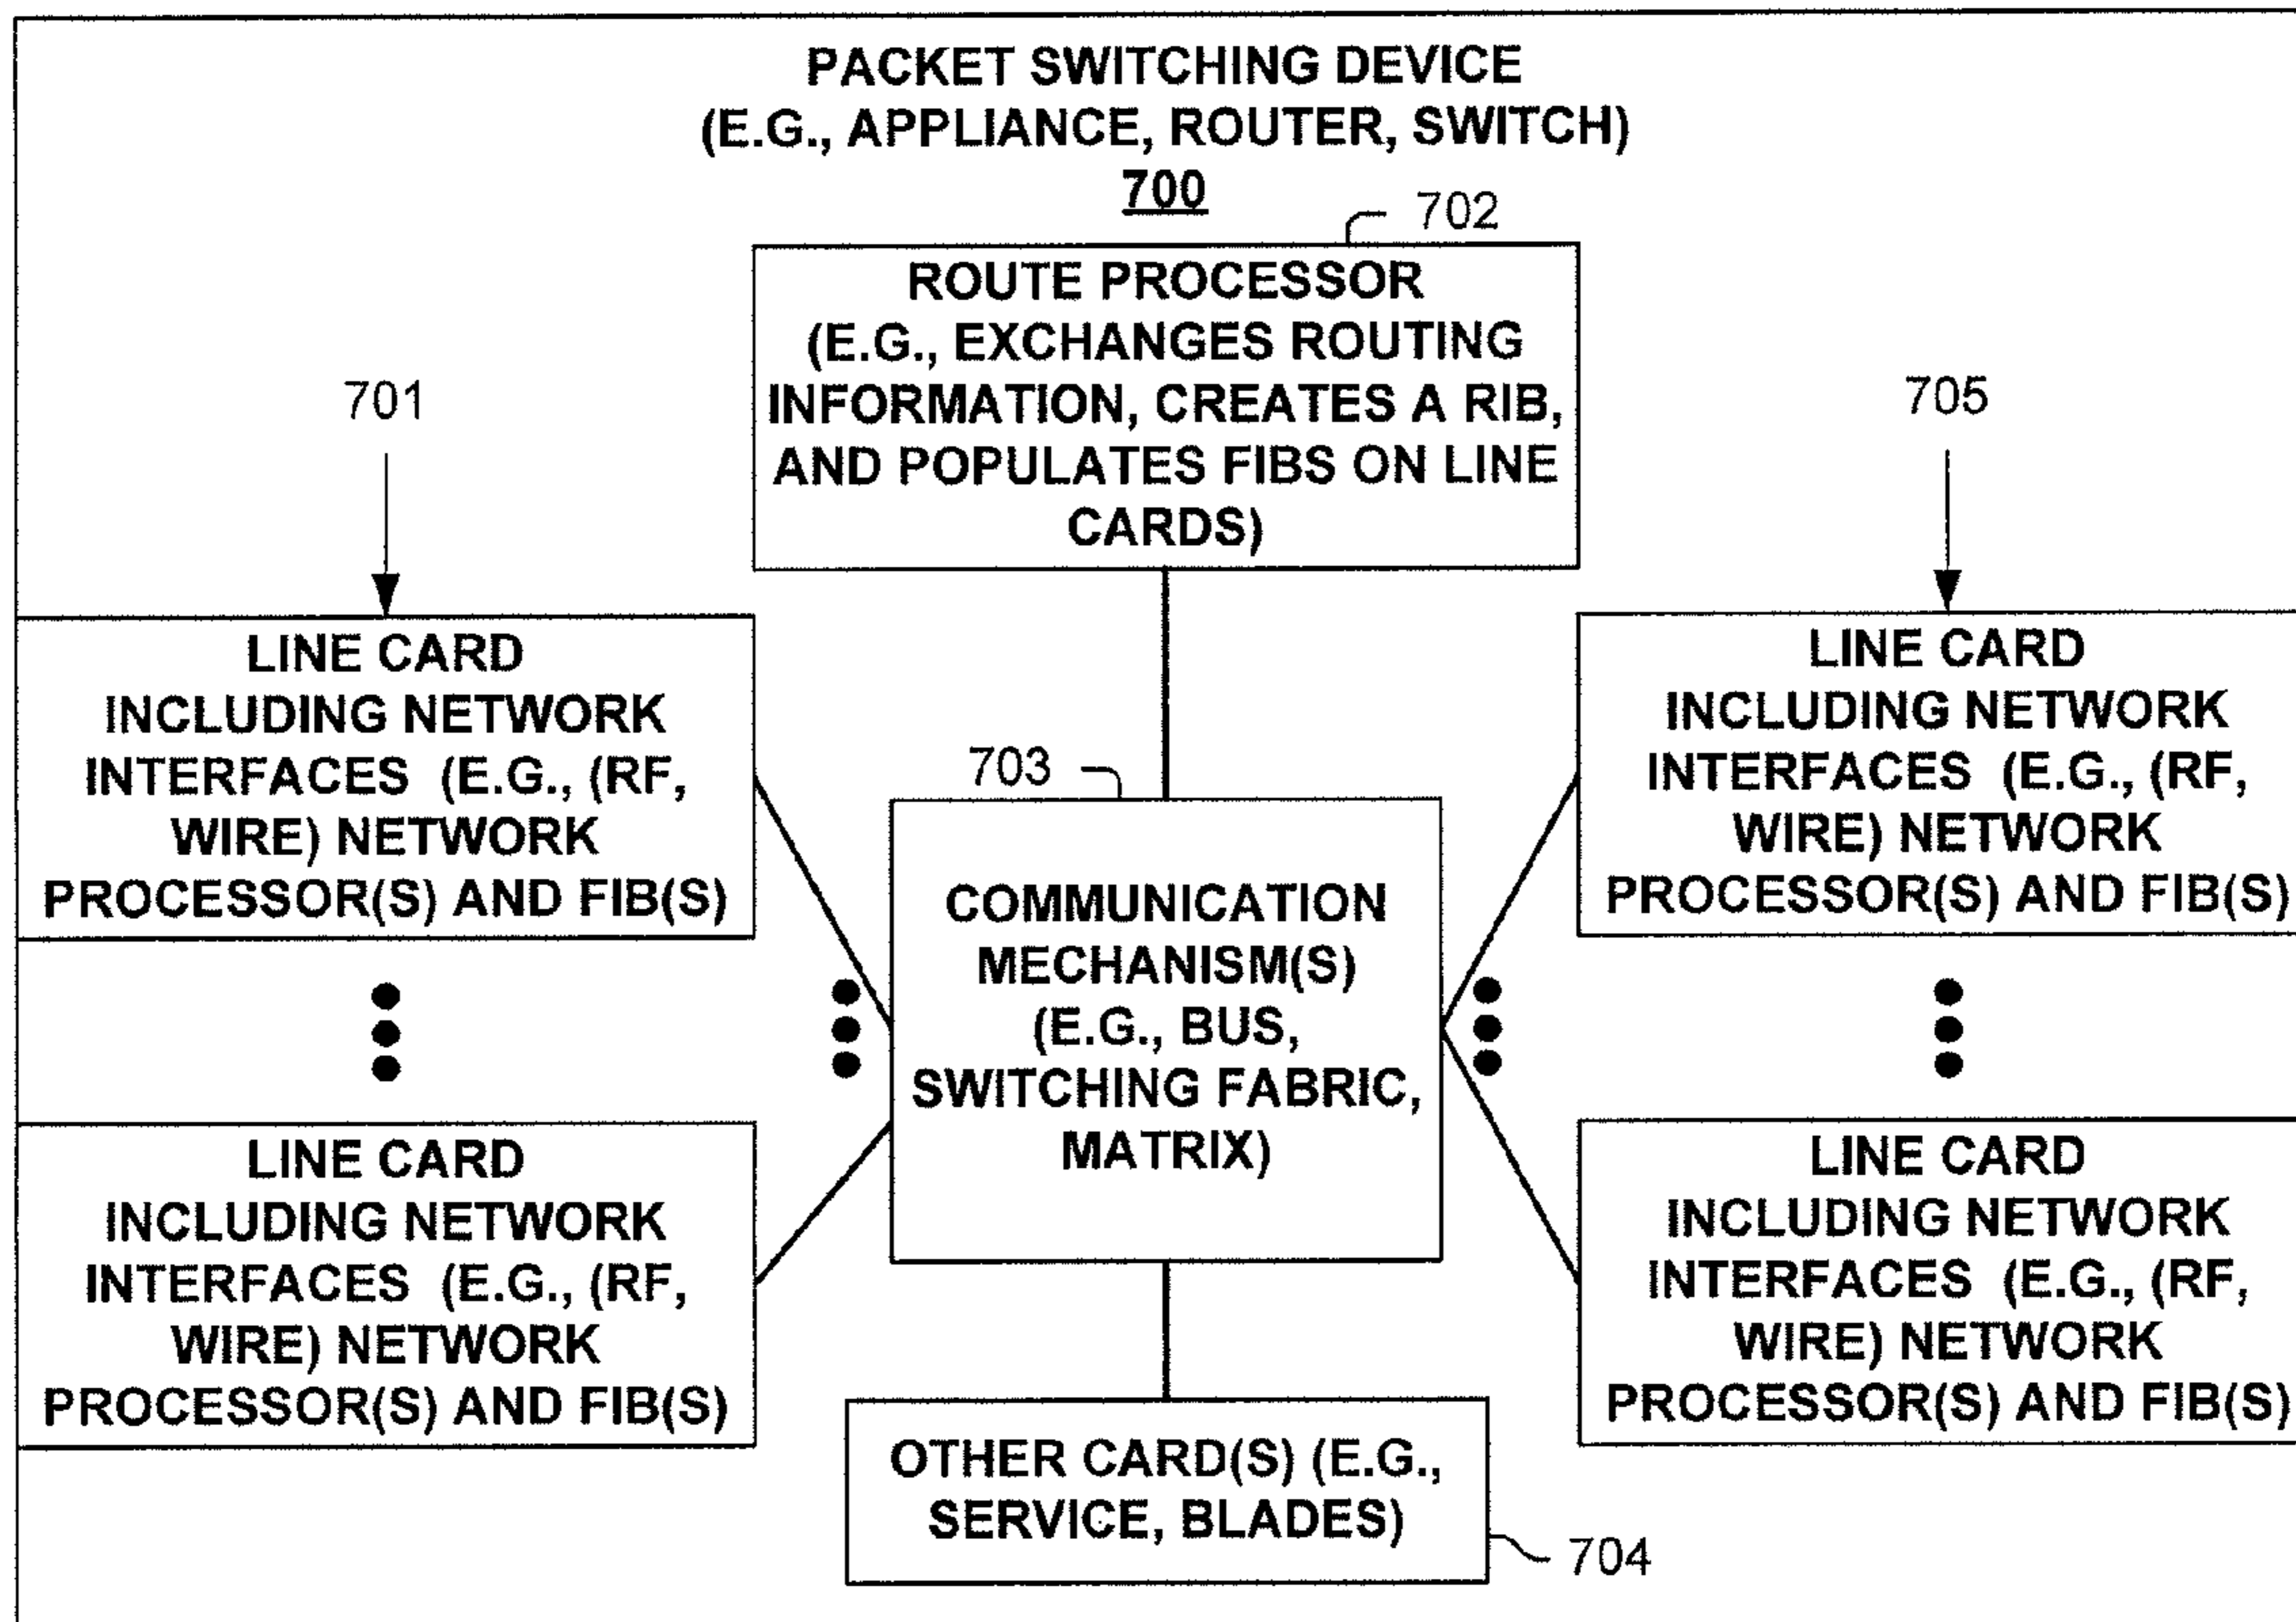 PACKET SWITCHING DEVICE
(E.G., APPLIANCE, ROUTER, SWITCH)
700
702
ROUTE PROCESSOR
(E.G., EXCHANGES ROUTING
INFORMATION, CREATES A RIB,
AND POPULATES FIBS ON LINE
CARDS)
701
705
LINE CARD
INCLUDING NETWORK
INTERFACES (E.G., (RF,
WIRE) NETWORK
PROCESSOR(S) AND FIB(S)
LINE CARD
INCLUDING NETWORK
INTERFACES (E.G., (RF,
WIRE) NETWORK
PROCESSOR(S) AND FIB(S)
703
COMMUNICATION
MECHANISM(S)
(E.G., BUS,
SWITCHING FABRIC,
MATRIX)
LINE CARD
INCLUDING NETWORK
INTERFACES (E.G., (RF,
WIRE) NETWORK
PROCESSOR(S) AND FIB(S)
LINE CARD
INCLUDING NETWORK
INTERFACES (E.G., (RF,
WIRE) NETWORK
PROCESSOR(S) AND FIB(S)
OTHER CARD(S) (E.G.,
SERVICE, BLADES)
704